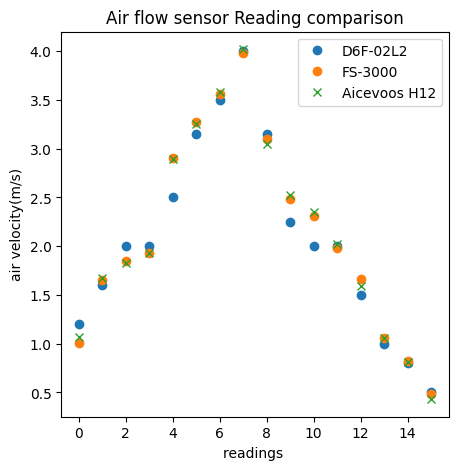 Air flow sensor Reading comparison
D6F-02L2
FS-3000
Aicevoos H12
air velocity(m/s)
4.0
3.5
3.0
2.5
2.0
1.5
1.0
0.5
0 2 4 6 8 10 12 14
readings